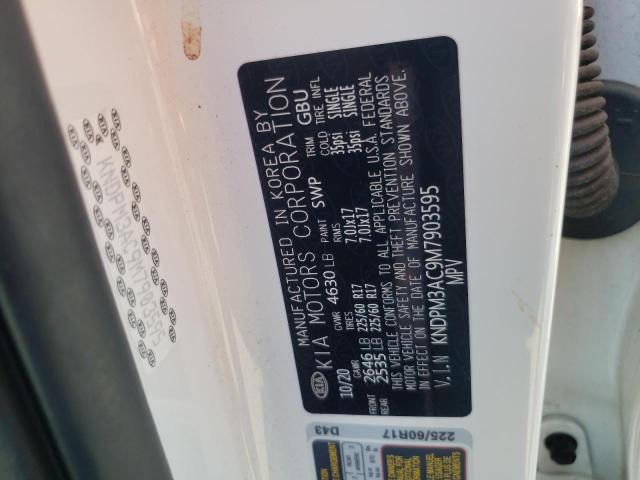 MANUFACTURED IN KOREA BY
KIA KIA MOTORS CORPORATION
10/20 GVWR 4630 LB PAINT SWP TRIM GBU
GAWR TIRES RIMS COLD TIRE INFL
FRONT 2646 LB 225/60 R17 7.0Jx17 35psi SINGLE
REAR 2535 LB 225/60 R17 7.0Jx17 35psi SINGLE
THIS VEHICLE CONFORMS TO ALL APPLICABLE U.S.A. FEDERAL
MOTOR VEHICLE SAFETY AND THEFT PREVENTION STANDARDS
IN EFFECT ON THE DATE OF MANUFACTURE SHOWN ABOVE.
V.I.N KNDPM3AC9M7903595
MPV
225/60R17 D43